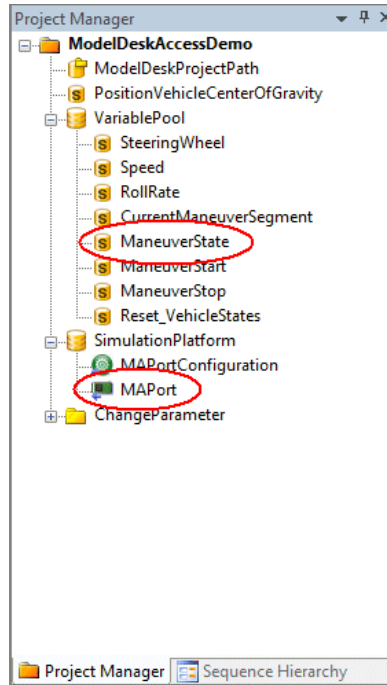 Project Manager
ModelDeskAccessDemo
ModelDeskProjectPath
S PositionVehicleCenterOfGravity
VariablePool
S SteeringWheel
S Speed
S RollRate
S CurrentManeuverSegment
S ManeuverState
S ManeuverStart
S ManeuverStop
S Reset_VehicleStates
SimulationPlatform
MAPortConfiguration
MAPort
ChangeParameter
Project Manager Sequence Hierarchy